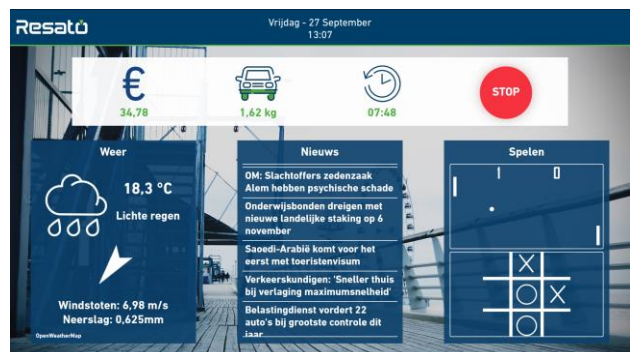 Resato
Vrijdag - 27 September
13:07
€
34,78
1,62 kg
07:48
STOP
Weer
18,3 °C
Lichte regen
Windstoten: 6,98 m/s
Neerslag: 0,625mm
OpenWeatherMap
Nieuws
OM: Slachtoffers zedenzaak
Alem hebben psychische schade
Onderwijsbonden dreigen met
nieuwe landelijke staking op 6
november
Saoedi-Arabië komt voor het
eerst met toeristenvisum
Verkeerskundigen: 'Sneller thuis
bij verlaging maximumsnelheid'
Belastingdienst vordert 22
auto's bij grootste controle dit
jaar
Spelen
1 0
X
O X
O